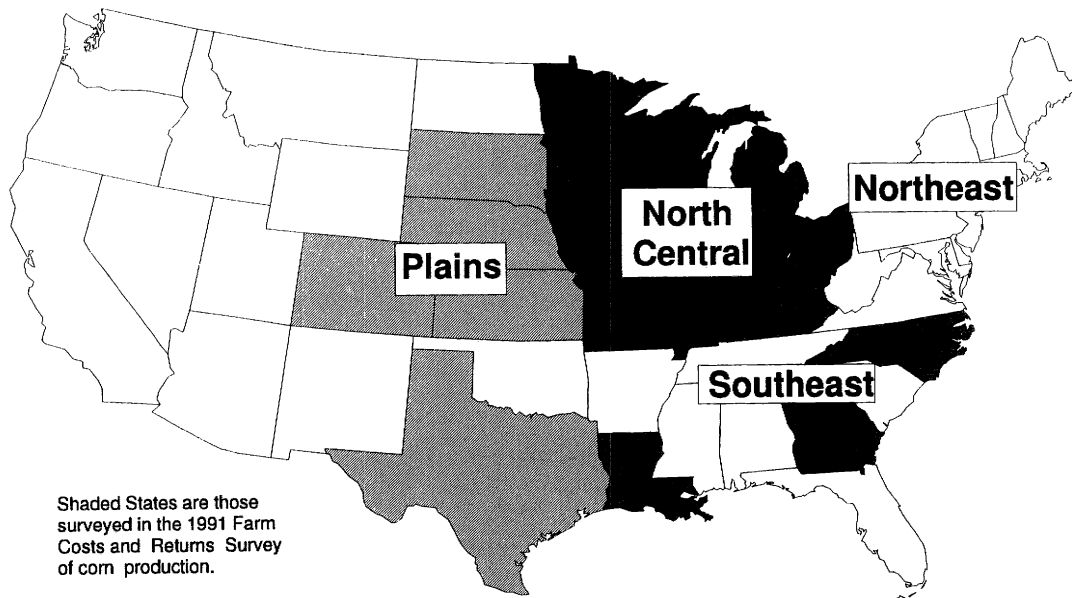 North
Central
Northeast
Plains
Southeast
Shaded States are those
surveyed in the 1991 Farm
Costs and Returns Survey
of corn production.